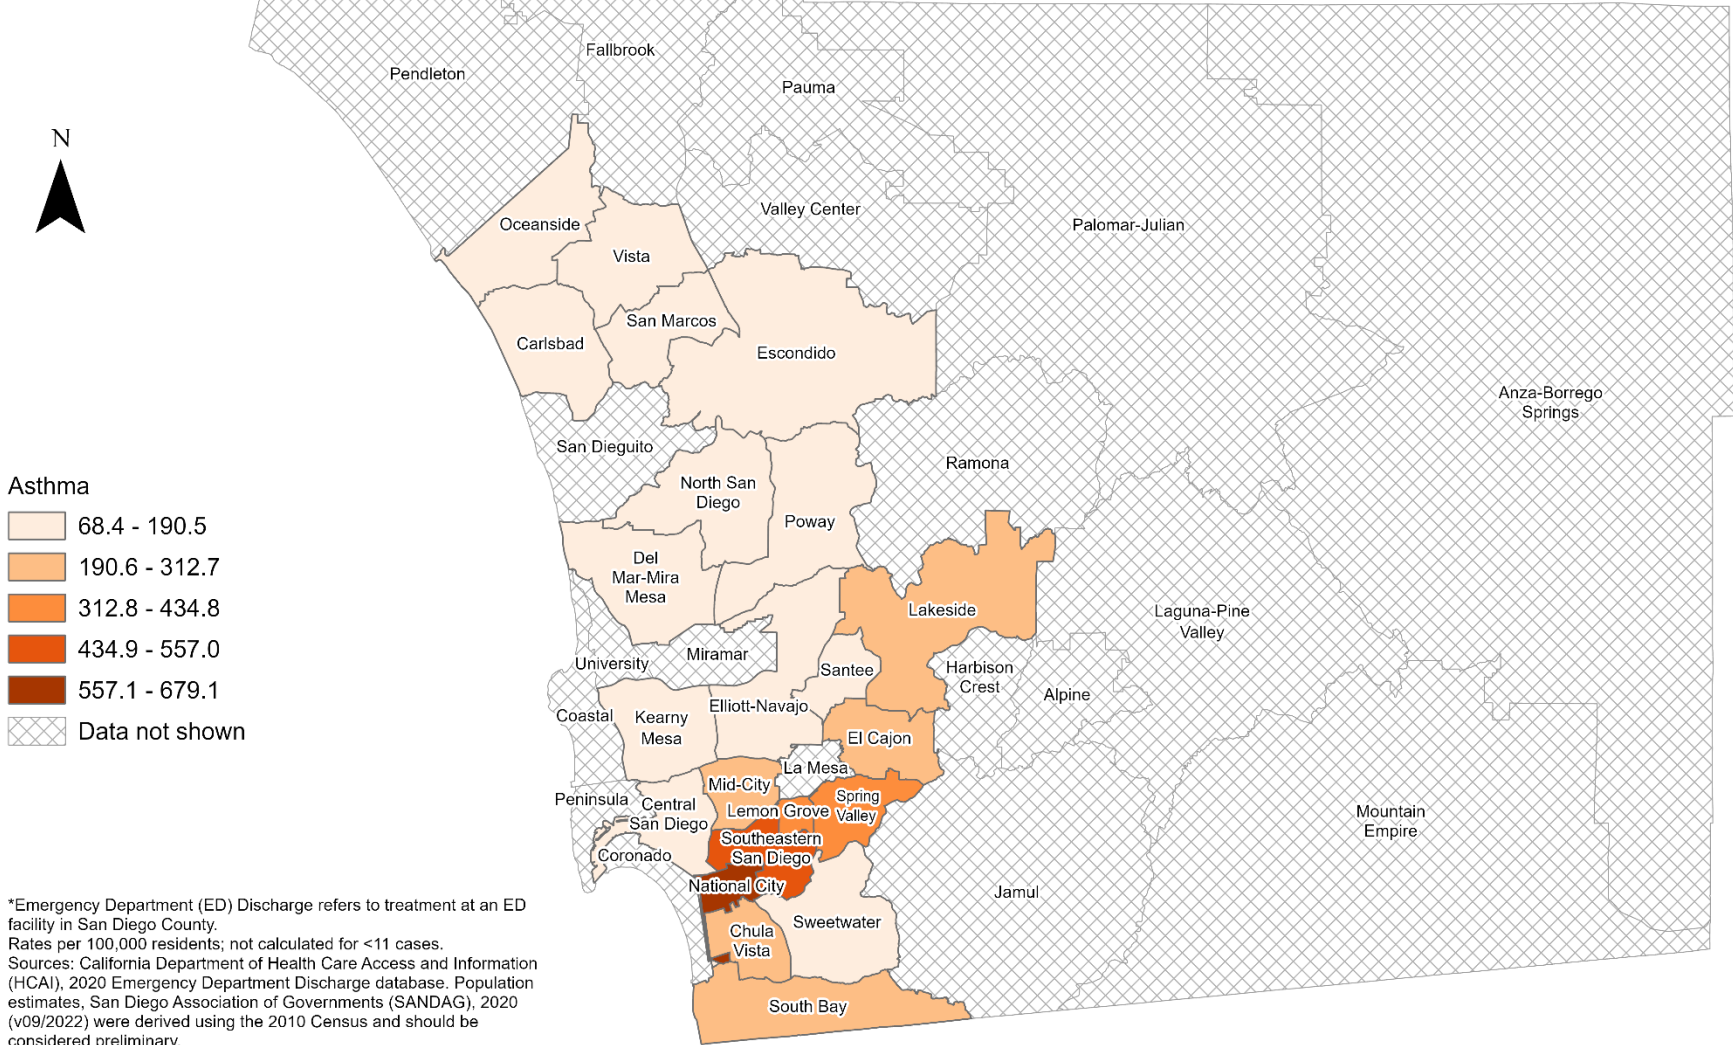 Fallbrook
Pendleton
Pauma
N
Valley Center
Oceanside
Palomar-Julian
Vista
San Marcos
Carlsbad
Escondido
Anza-Borrego
Springs
San Dieguito
Ramona
North San
Diego
Poway
Del
Mar-Mira
Mesa
Lakeside
Laguna-Pine
Valley
Miramar
University
Santee
Harbison
Crest
Alpine
Elliott-Navajo
Coastal
Kearny
Mesa
El Cajon
La Mesa
Mid-City
Peninsula
Central
San Diego
Lemon Grove
Spring
Valley
Mountain
Empire
Southeastern
San Diego
Coronado
National City
Jamul
Sweetwater
Chula
Vista
South Bay
Asthma
68.4 - 190.5
190.6 - 312.7
312.8 - 434.8
434.9 - 557.0
557.1 - 679.1
Data not shown
*Emergency Department (ED) Discharge refers to treatment at an ED
facility in San Diego County.
Rates per 100,000 residents; not calculated for <11 cases.
Sources: California Department of Health Care Access and Information
(HCAI), 2020 Emergency Department Discharge database. Population
estimates, San Diego Association of Governments (SANDAG), 2020
(v09/2022) were derived using the 2010 Census and should be
considered preliminary.